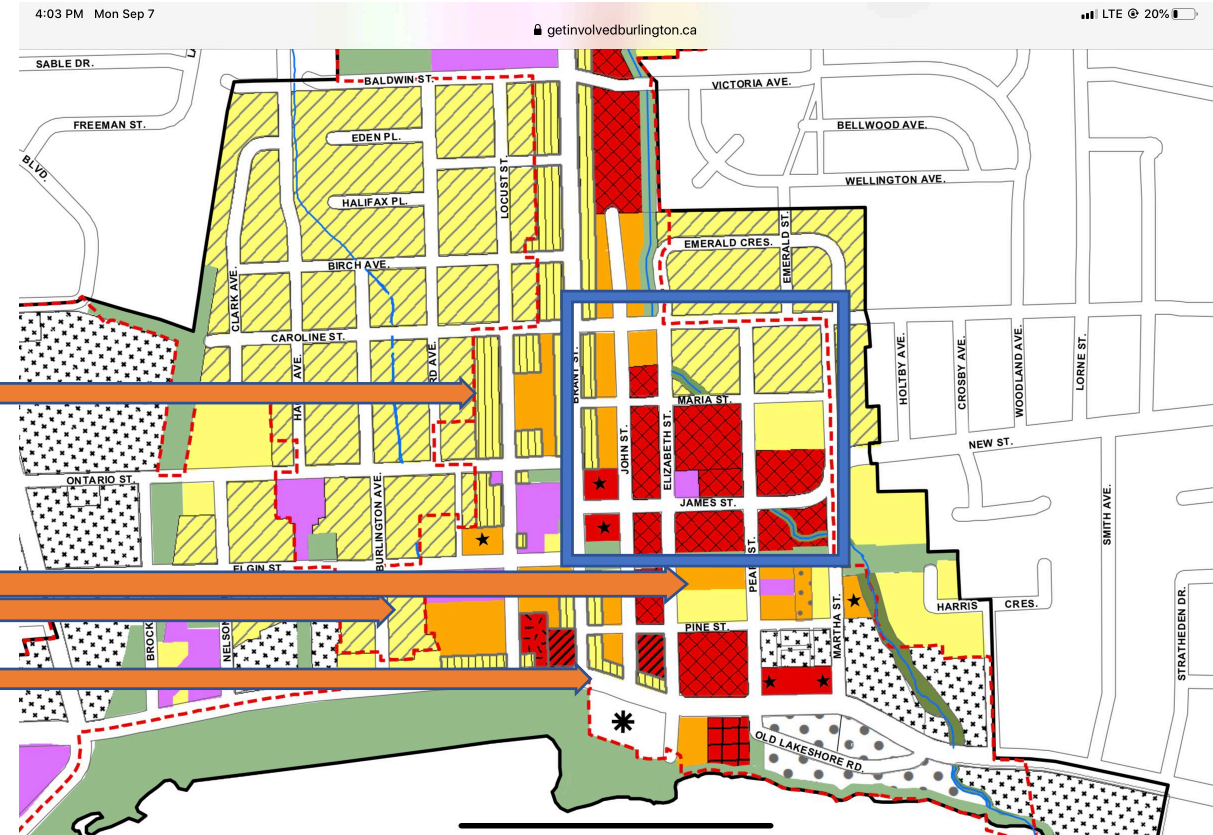 4:03 PM Mon Sep 7
LTE 20%
getinvolvedburlington.ca
SABLE DR.
BALDWIN ST.
VICTORIA AVE.
FREEMAN ST.
EDEN PL.
BELLWOOD AVE.
BLVD.
LOCUST ST.
WELLINGTON AVE.
HALIFAX PL.
EMERALD ST.
EMERALD CRES.
BIRCH AVE.
CLARK AVE.
CAROLINE ST.
BRANT ST.
HOLTBY AVE.
CROSBY AVE.
WOODLAND AVE.
LORNE ST.
RD AVE.
MARIA ST.
JOHN ST.
ELIZABETH ST.
NEW ST.
ONTARIO ST.
JAMES ST.
SMITH AVE.
BURLINGTON AVE.
ELGIN ST.
PEAR ST.
MARTHA ST.
HARRIS CRES.
STRATHEDEN DR.
BROCK
NELSON
PINE ST.
OLD LAKESHORE RD.